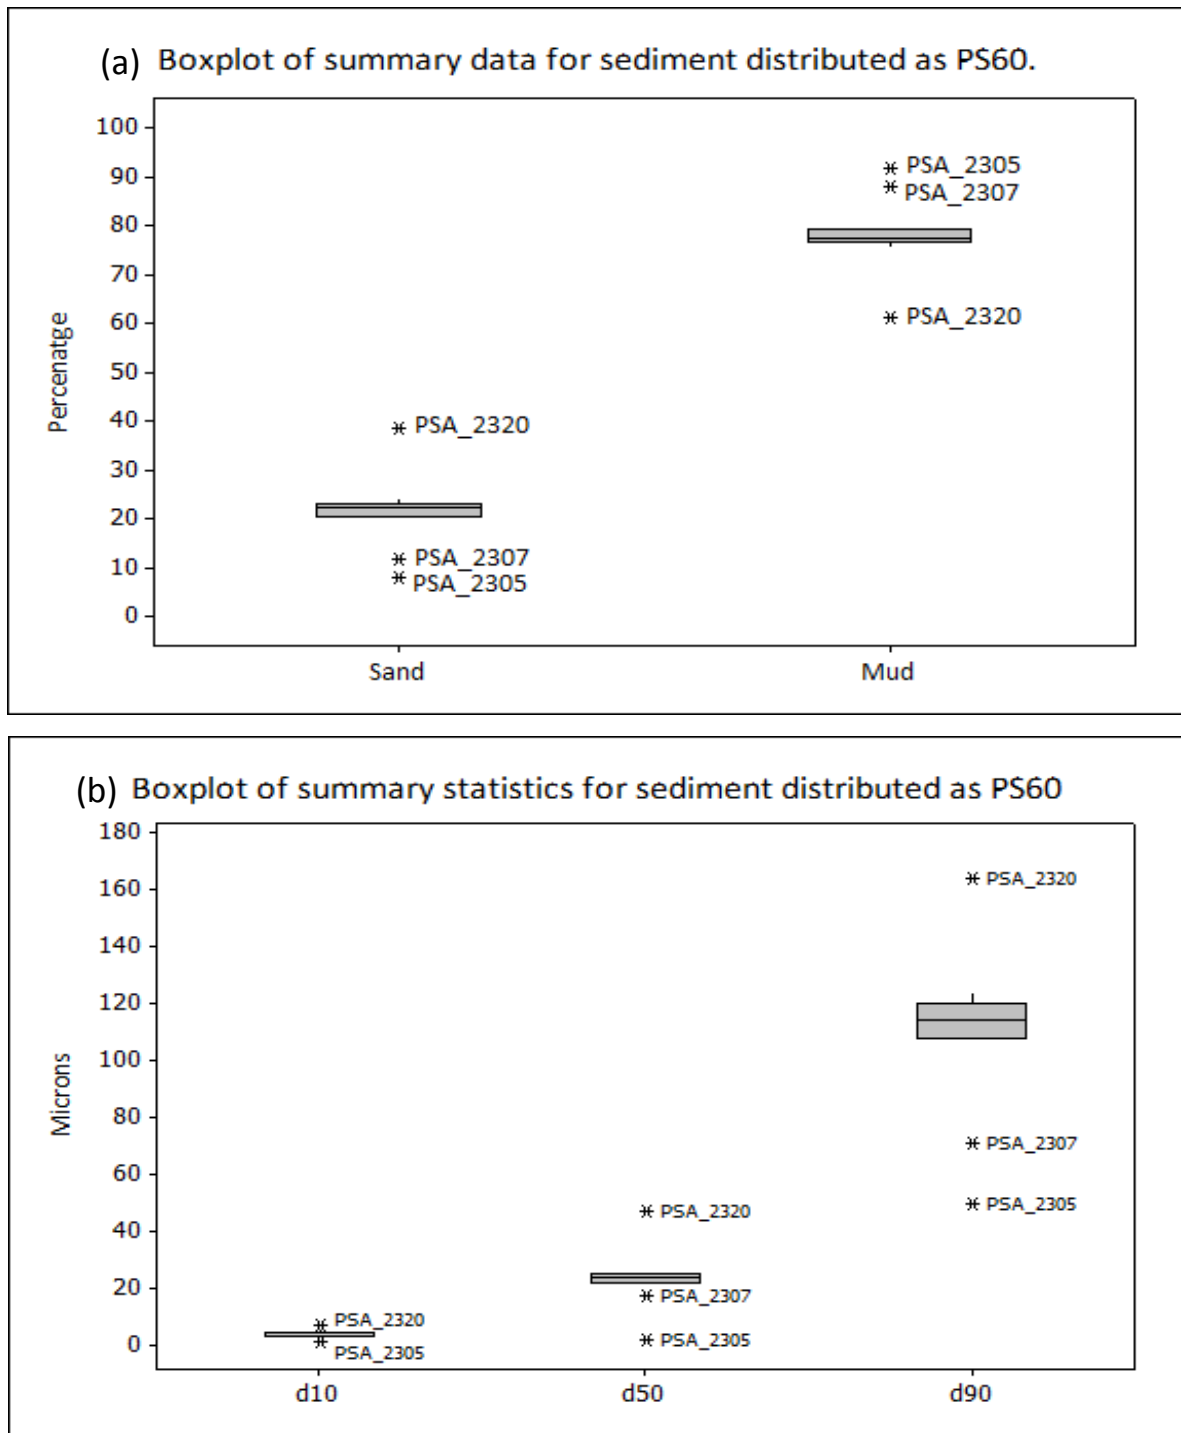 (a) Boxplot of summary data for sediment distributed as PS60.
100
90
80
70
60
50
40
30
20
10
0
Percenatge
PSA_2305
PSA_2307
PSA_2320
PSA_2320
PSA_2307
PSA_2305
Sand Mud
(b) Boxplot of summary statistics for sediment distributed as PS60
180
160
140
120
100
80
60
40
20
0
Microns
PSA_2320
PSA_2307
PSA_2305
PSA_2320
PSA_2307
PSA_2305
PSA_2320
PSA_2305
d10 d50 d90